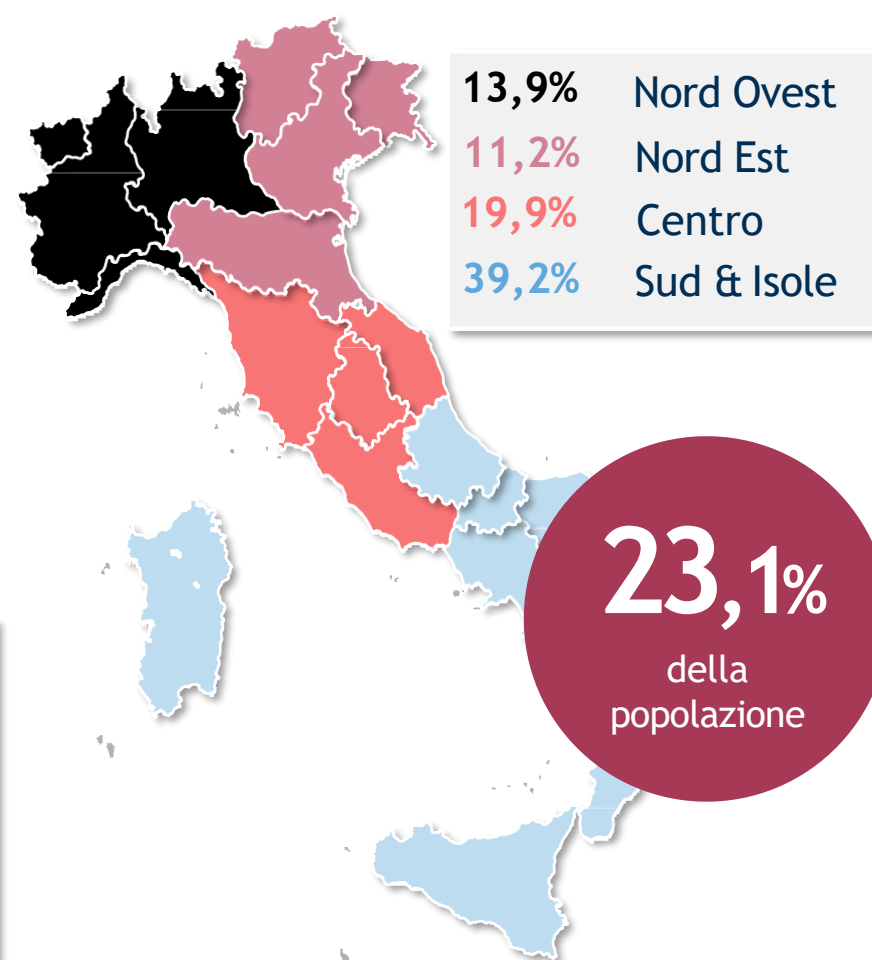 13,9% Nord Ovest
11,2% Nord Est
19,9% Centro
39,2% Sud & Isole
23,1%
della
popolazione